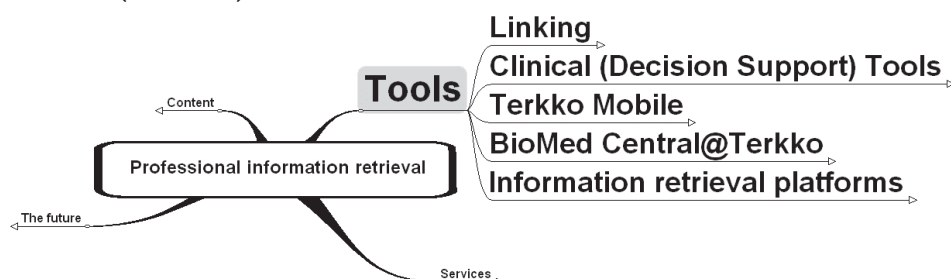 Linking
Clinical (Decision Support) Tools
Tools
Terkko Mobile
Content
BioMed Central@Terkko
Professional information retrieval
Information retrieval platforms
The future
Services